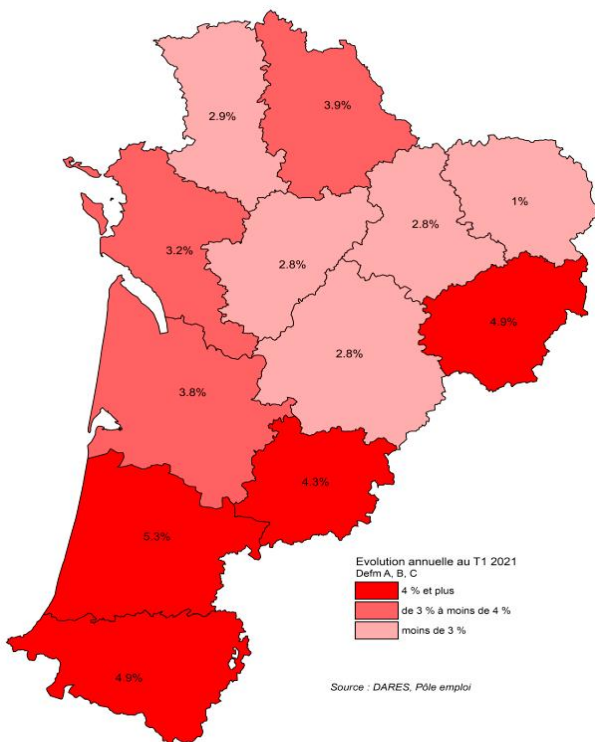 3.9%
2.9%
1%
2.8%
3.2%
2.8%
4.9%
2.8%
3.8%
4.3%
5.3%
4.9%
Evolution annuelle au T1 2021
Defm A, B, C
4 % et plus
de 3 % à moins de 4 %
moins de 3 %
Source : DARES, Pôle emploi